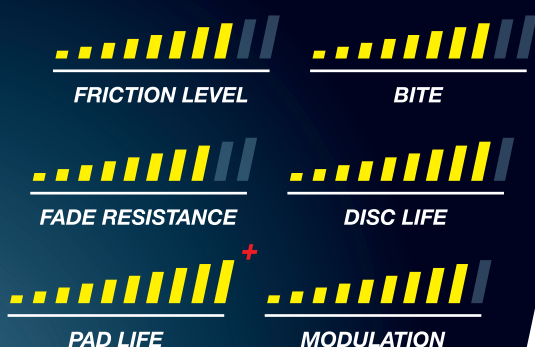 FRICTION LEVEL
BITE
FADE RESISTANCE
DISC LIFE
+
PAD LIFE
MODULATION